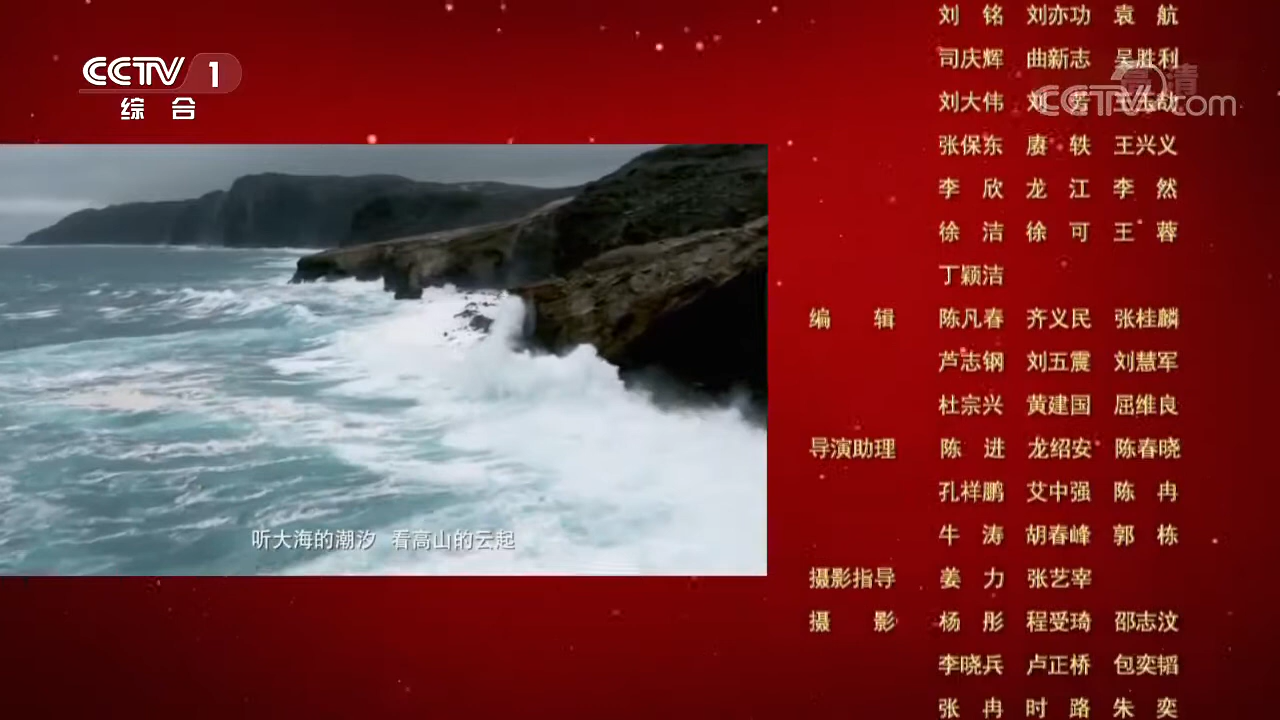 CCTV 1
综合
高清
CCTV.com
听大海的潮汐 看高山的云起
刘铭 刘亦功 袁航
司庆辉 曲新志 吴胜利
刘大伟 刘芳
张保东 赓轶 王兴义
李欣 龙江 李然
徐洁 徐可 王蓉
丁颖洁
编辑 陈凡春 齐义民 张桂麟
芦志钢 刘五震 刘慧军
杜宗兴 黄建国 屈维良
导演助理 陈进 龙绍安 陈春晓
孔祥鹏 艾中强 陈冉
牛涛 胡春峰 郭栋
摄影指导 姜力 张艺宰
摄影 杨彤 程受琦 邵志汶
李晓兵 卢正桥 包奕韬
张冉 时路 朱奕